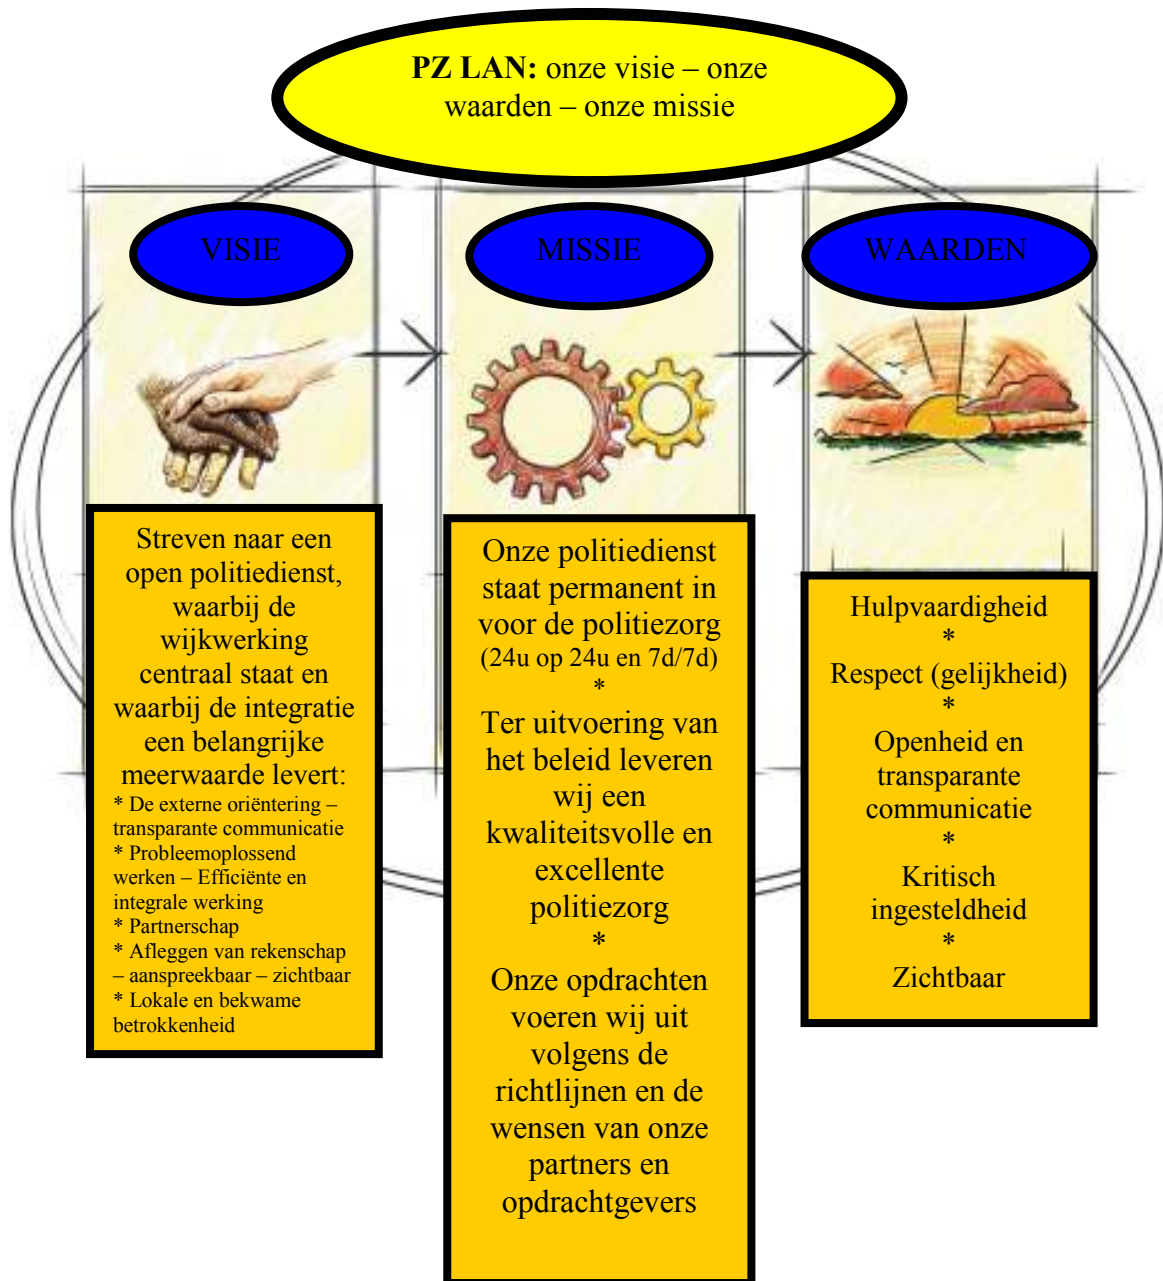 PZ LAN: onze visie – onze
waarden – onze missie
VISIE
Streven naar een
open politiedienst,
waarbij de
wijkwerking
centraal staat en
waarbij de integratie
een belangrijke
meerwaarde levert:
* De externe oriëntering –
transparante communicatie
* Probleemoplossend
werken – Efficiënte en
integrale werking
* Partnerschap
* Afleggen van rekenschap
– aanspreekbaar – zichtbaar
* Lokale en bekwame
betrokkenheid
MISSIE
Onze politiedienst
staat permanent in
voor de politiezorg
(24u op 24u en 7d/7d)
*
Ter uitvoering van
het beleid leveren
wij een
kwaliteitsvolle en
excellente
politiezorg
*
Onze opdrachten
voeren wij uit
volgens de
richtlijnen en de
wensen van onze
partners en
opdrachtgevers
WAARDEN
Hulpvaardigheid
*
Respect (gelijkheid)
*
Openheid en
transparante
communicatie
*
Kritisch
ingesteldheid
*
Zichtbaar